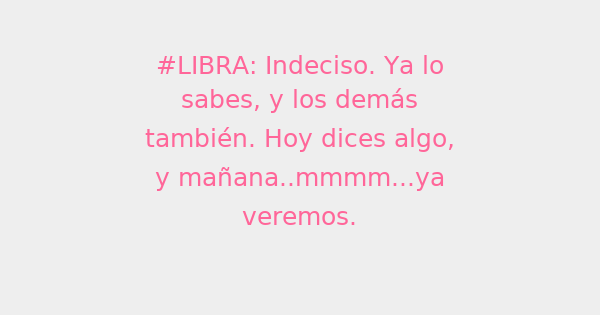 #LIBRA: Indeciso. Ya lo
sabes, y los demás
también. Hoy dices algo,
y mañana..mmmm...ya
veremos.